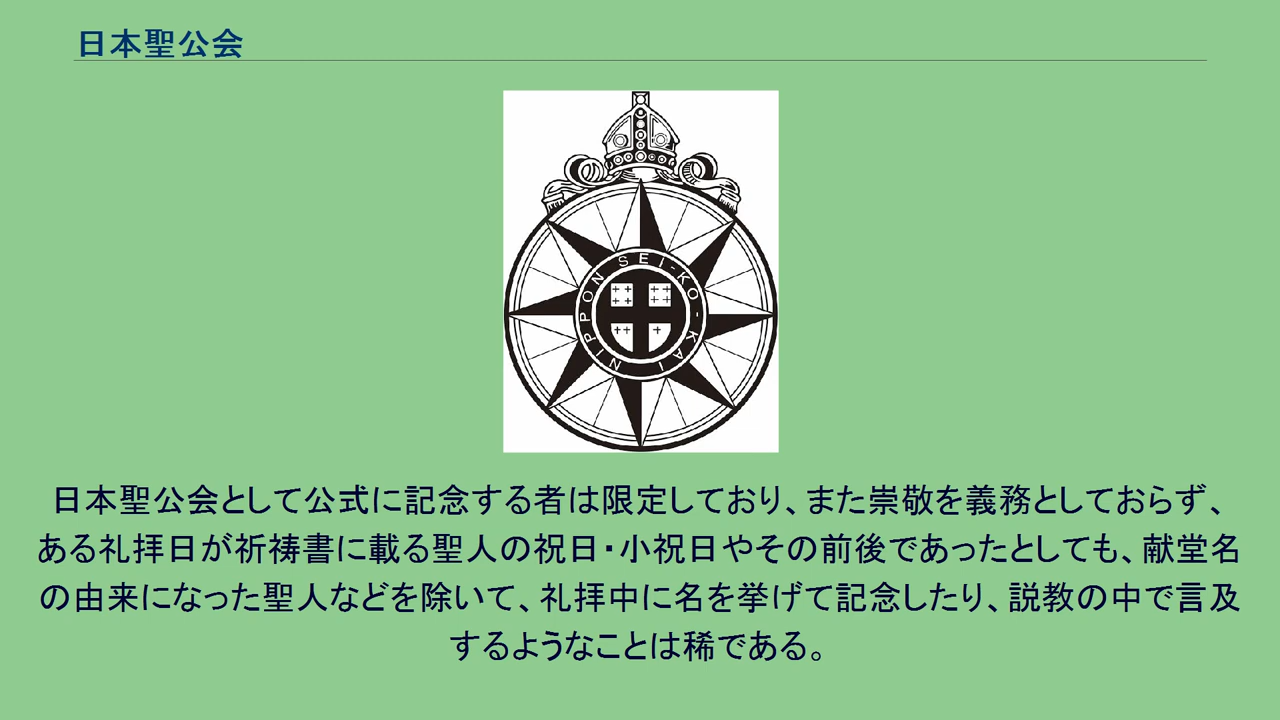 日本聖公会
NIPPON SEI-KO-KAI
日本聖公会として公式に記念する者は限定しており、また崇敬を義務としておらず、
ある礼拝日が祈祷書に載る聖人の祝日・小祝日やその前後であったとしても、献堂名
の由来になった聖人などを除いて、礼拝中に名を挙げて記念したり、説教の中で言及
するようなことは稀である。